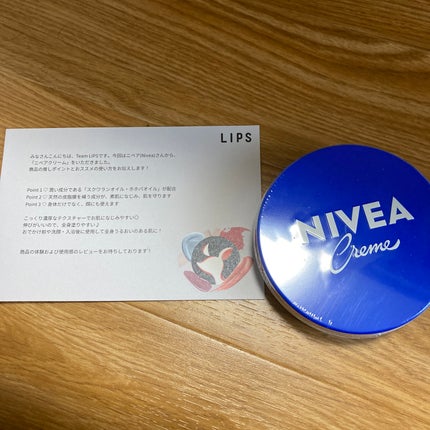 LIPS
みなさんこんにちは、Team LIPSです。今回はニベア(Nivea)さんから、
「ニベアクリーム」をいただきました。
商品の推しポイントとおススメの使い方をお伝えします！
Point 1♡ 潤い成分である「スクワランオイル・ホホバオイル」が配合
Point 2♡ 天然の皮脂膜を補う成分が、柔肌になじみ、肌を守ります
Point 3♡ 身体だけでなく、顔にも使えます
こっくり濃厚なテクスチャーでお肌になじみやすい◇
伸びがいいので、全身塗りやすい♪
おでかけ前や洗顔・入浴後に使用して全身うるおいのある肌に！
商品の体験および使用感のレビューをお待ちしております！
NIVEA
Creme